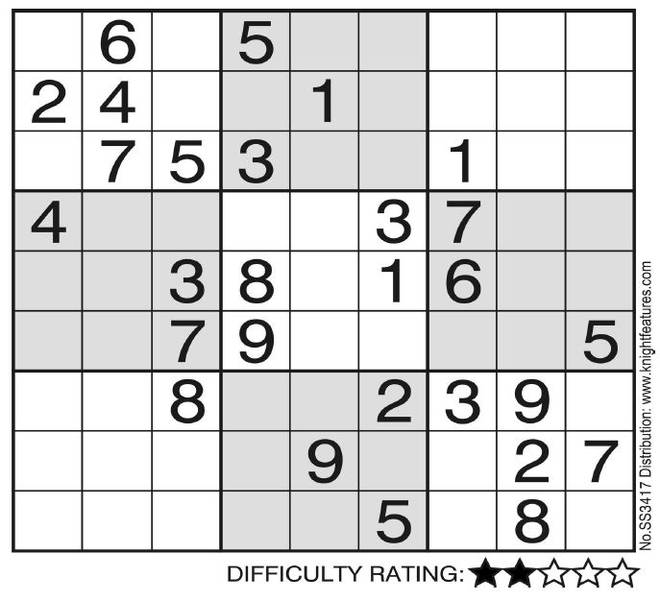 6 5
2 4 1
7 5 3 1
4 3 7
3 8 1 6
7 9 5
8 2 3 9
9 2 7
5 8
DIFFICULTY RATING: ★★☆☆☆
No.SS3417 Distribution: www.knightfeatures.com